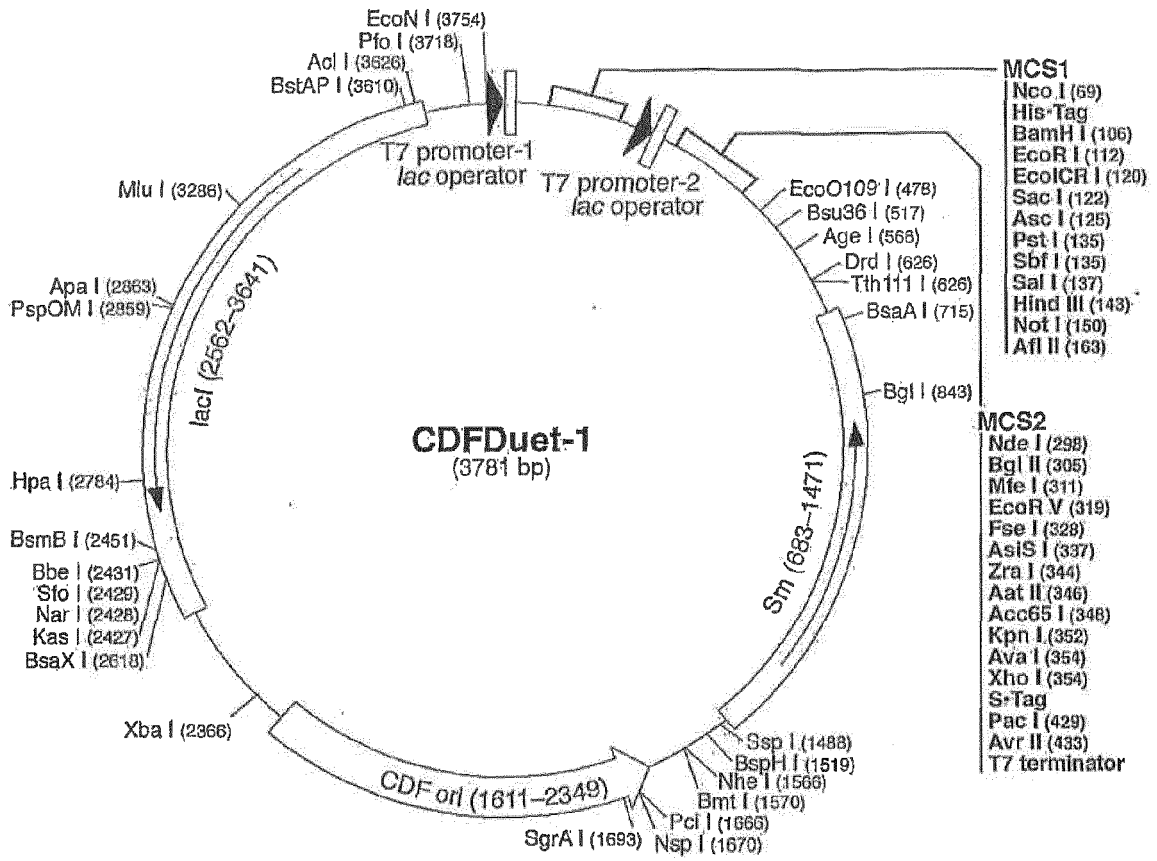 EcoN I (3754)
Pfo I (3718)
Acl I (3626)
BstAP I (3610)
Mlu I (3286)
Apa I (2863)
PspOM I (2859)
Hpa I (2784)
BsmB I (2451)
Bbe I (2431)
Sfo I (2429)
Nar I (2428)
Kas I (2427)
BsaX I (2618)
Xba I (2366)
T7 promoter-1
lac operator
T7 promoter-2
lac operator
lacI (2562–3641)
CDFDuet-1
(3781 bp)
Sm (683–1471)
CDF ori (1611–2349)
EcoO109 I (478)
Bsu36 I (517)
Age I (568)
Drd I (626)
Tth111 I (626)
BsaA I (715)
Bgl I (843)
Ssp I (1488)
BspH I (1519)
Nhe I (1566)
Bmt I (1570)
Pci I (1666)
Nsp I (1670)
SgrA I (1693)
MCS1
Nco I (69)
His•Tag
BamH I (106)
EcoR I (112)
EcoICR I (120)
Sac I (122)
Asc I (125)
Pst I (135)
Sbf I (135)
Sal I (137)
Hind III (143)
Not I (150)
Afl II (163)
MCS2
Nde I (298)
Bgl II (305)
Mfe I (311)
EcoR V (319)
Fse I (328)
AsiS I (337)
Zra I (344)
Aat II (346)
Acc65 I (348)
Kpn I (352)
Ava I (354)
Xho I (354)
S•Tag
Pac I (429)
Avr II (433)
T7 terminator